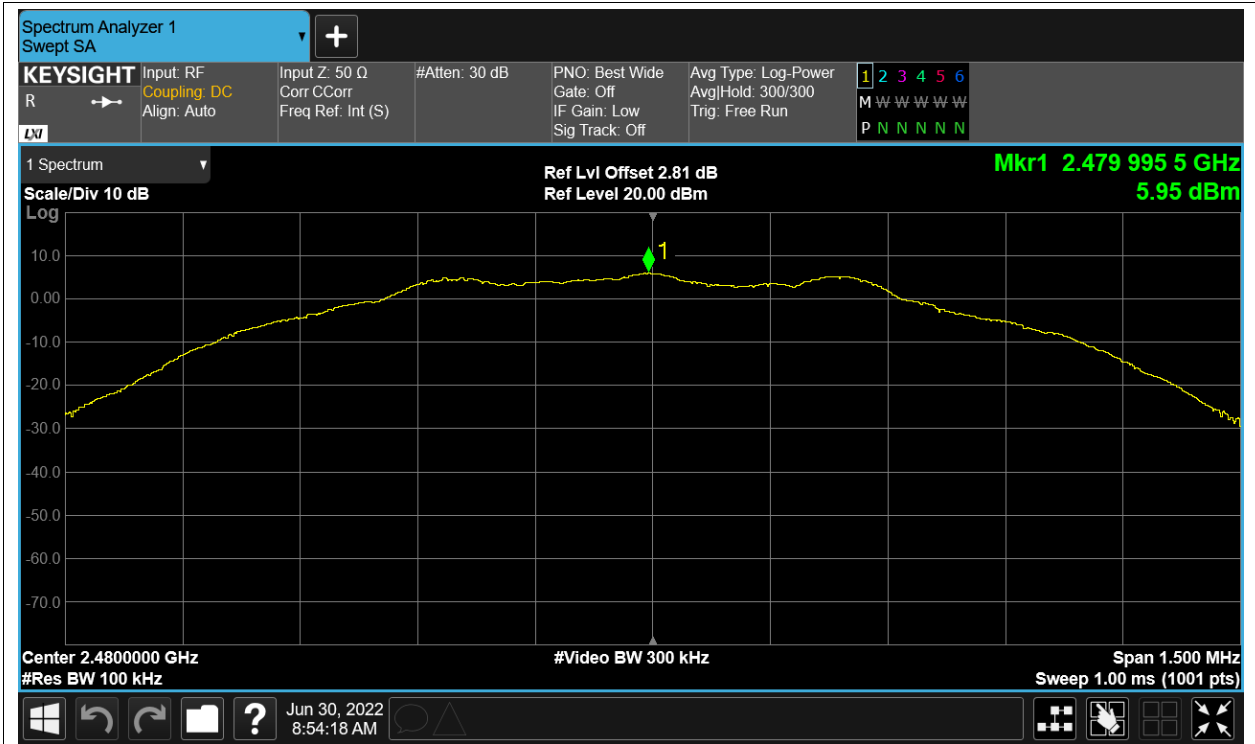 Spectrum Analyzer 1
Swept SA
KEYSIGHT
R
LXI
Input: RF
Coupling: DC
Align: Auto
Input Z: 50 Ω
Corr CCorr
Freq Ref: Int (S)
#Atten: 30 dB
PNO: Best Wide
Gate: Off
IF Gain: Low
Sig Track: Off
Avg Type: Log-Power
Avg|Hold: 300/300
Trig: Free Run
1 2 3 4 5 6
M W W W W W
P N N N N N
1 Spectrum
Scale/Div 10 dB
Log
Ref Lvl Offset 2.81 dB
Ref Level 20.00 dBm
Mkr1 2.479 995 5 GHz
5.95 dBm
1
10.0
0.00
-10.0
-20.0
-30.0
-40.0
-50.0
-60.0
-70.0
Center 2.4800000 GHz
#Res BW 100 kHz
#Video BW 300 kHz
Span 1.500 MHz
Sweep 1.00 ms (1001 pts)
?
Jun 30, 2022
8:54:18 AM